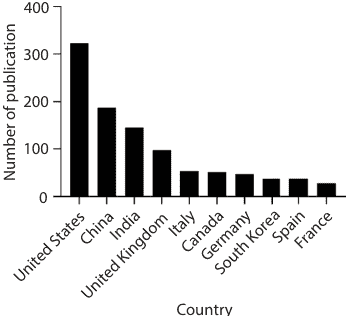 Number of publication
400
300
200
100
0
United States
China
India
United Kingdom
Italy
Canada
Germany
South Korea
Spain
France
Country